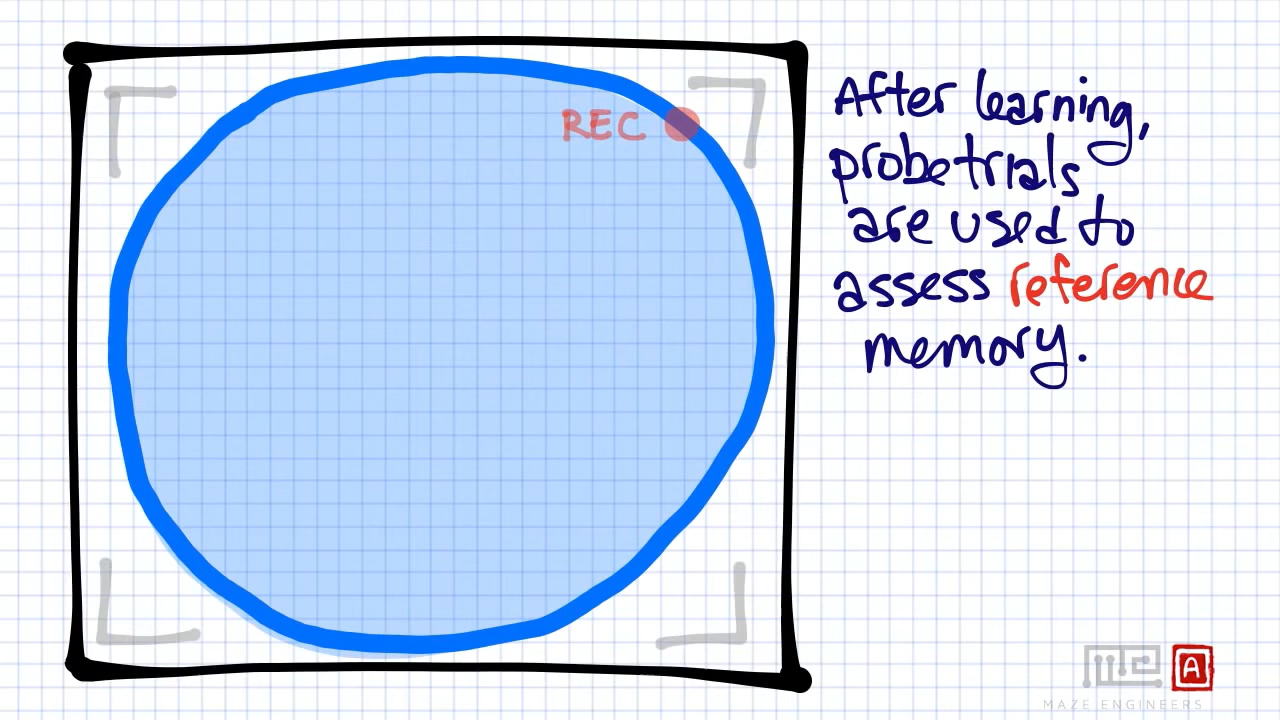 REC
After learning,
probe trials
are used to
assess reference
memory.
A
MAZE ENGINEERS